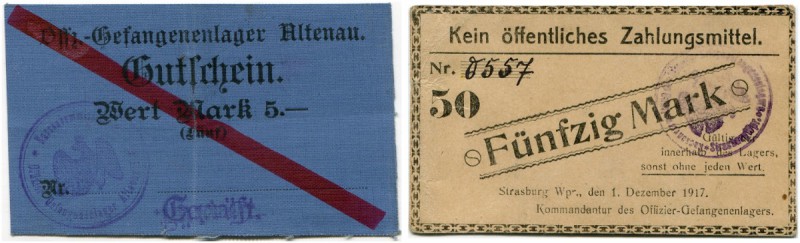 Offz.-Gefangenenlager Altenau.
Gutschein.
Wert Mark 5.—
(Fünf)
Nr.
Geprüft.
Kein öffentliches Zahlungsmittel.
Nr. 0557
50
Fünfzig Mark
Gültig
innerhalb des Lagers,
sonst ohne jeden Wert.
Strasburg Wpr., den 1. Dezember 1917.
Kommandantur des Offizier-Gefangenenlagers.